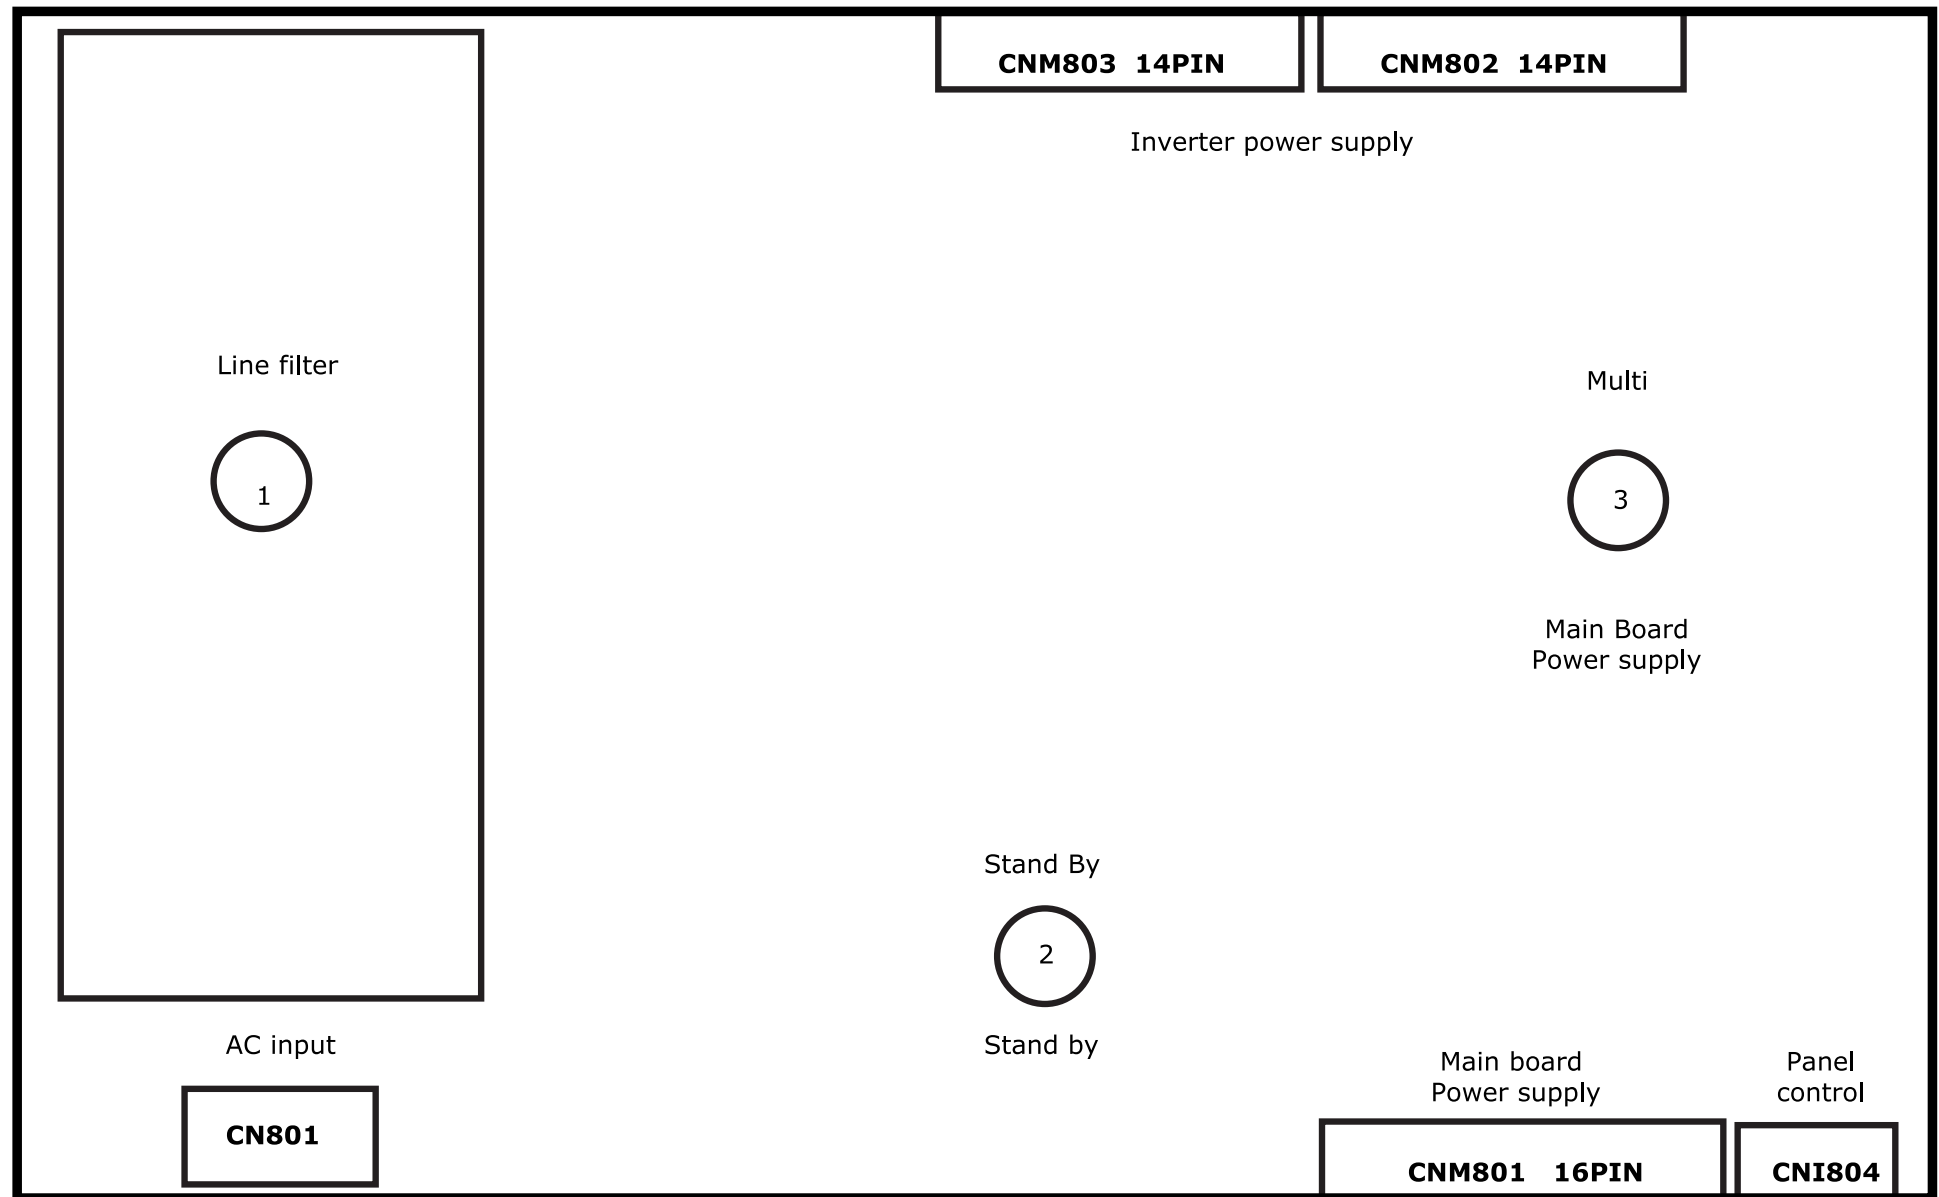 CNM803 14PIN
CNM802 14PIN
Inverter power supply
Line filter
1
Multi
3
Main Board
Power supply
Stand By
2
Stand by
AC input
CN801
Main board
Power supply
CNM801 16PIN
Panel
control
CNI804